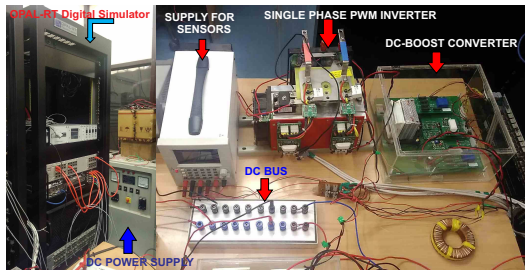 OPAL-RT Digital Simulator
SUPPLY FOR
SENSORS
SINGLE PHASE PWM INVERTER
DC-BOOST CONVERTER
DC BUS
DC POWER SUPPLY